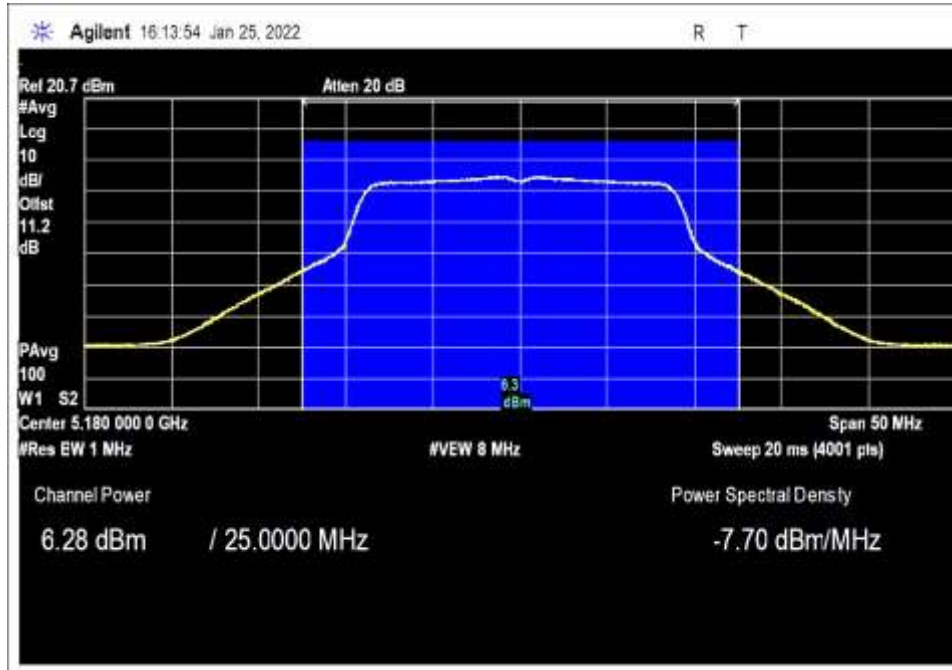 Agilent 16:13:54 Jan 25, 2022 R T
Ref 20.7 dBm Atten 20 dB
#Avg
Log
10
dB/
Offst
11.2
dB
PAvg
100
W1 S2
6.3
dBm
Center 5.180 000 0 GHz Span 50 MHz
#Res BW 1 MHz #VBW 8 MHz Sweep 20 ms (4001 pts)
Channel Power Power Spectral Density
6.28 dBm / 25.0000 MHz -7.70 dBm/MHz